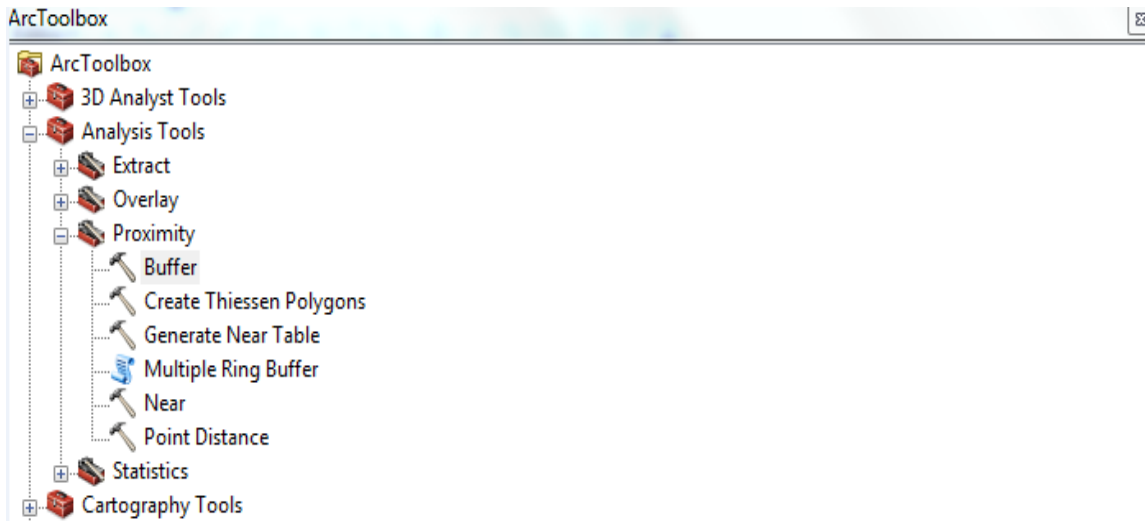 ArcToolbox
ArcToolbox
3D Analyst Tools
Analysis Tools
Extract
Overlay
Proximity
Buffer
Create Thiessen Polygons
Generate Near Table
Multiple Ring Buffer
Near
Point Distance
Statistics
Cartography Tools